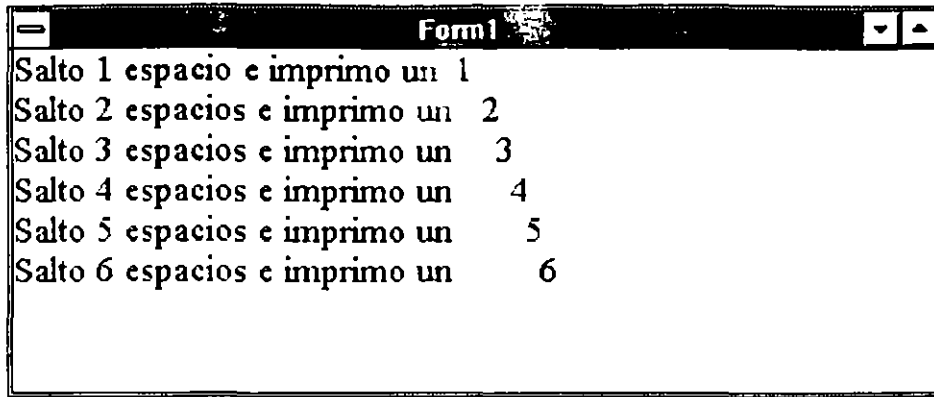 Form1
Salto 1 espacio e imprimo un 1
Salto 2 espacios e imprimo un 2
Salto 3 espacios e imprimo un 3
Salto 4 espacios e imprimo un 4
Salto 5 espacios e imprimo un 5
Salto 6 espacios e imprimo un 6